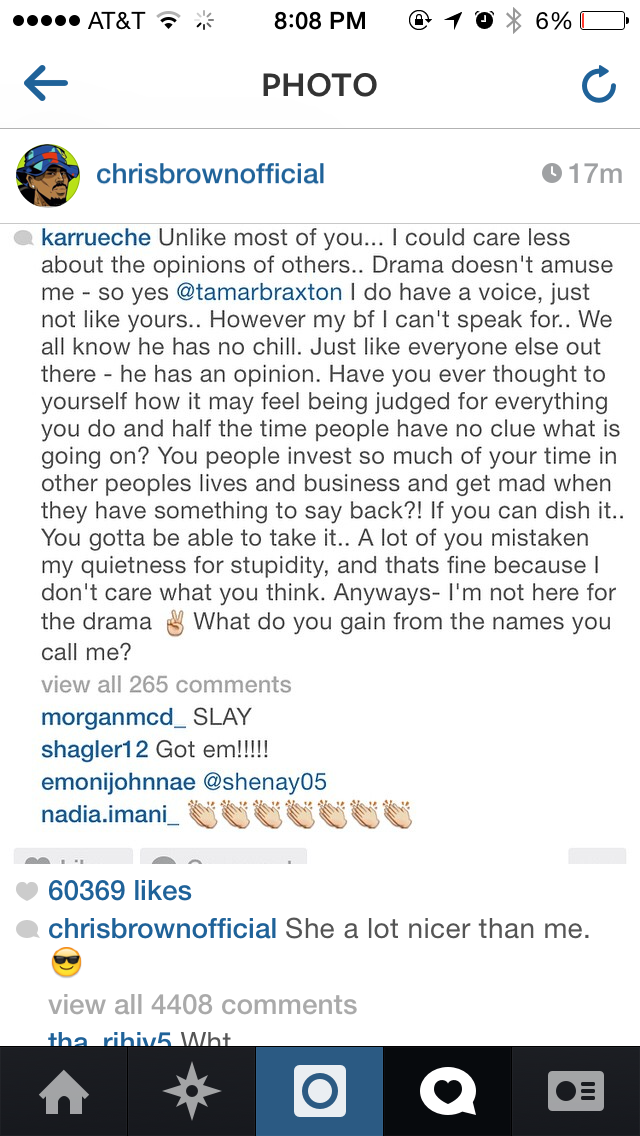 AT&T 8:08 PM 6%
PHOTO
chrisbrownofficial 17m
karrueche Unlike most of you... I could care less
about the opinions of others.. Drama doesn't amuse
me - so yes @tamarbraxton I do have a voice, just
not like yours.. However my bf I can't speak for.. We
all know he has no chill. Just like everyone else out
there - he has an opinion. Have you ever thought to
yourself how it may feel being judged for everything
you do and half the time people have no clue what is
going on? You people invest so much of your time in
other peoples lives and business and get mad when
they have something to say back?! If you can dish it..
You gotta be able to take it.. A lot of you mistaken
my quietness for stupidity, and thats fine because I
don't care what you think. Anyways- I'm not here for
the drama ✌ What do you gain from the names you
call me?
view all 265 comments
morganmcd_ SLAY
shagler12 Got em!!!!!
emonijohnnae @shenay05
nadia.imani_ 👏👏👏👏👏👏👏
60369 likes
chrisbrownofficial She a lot nicer than me.
😎
view all 4408 comments
Wht